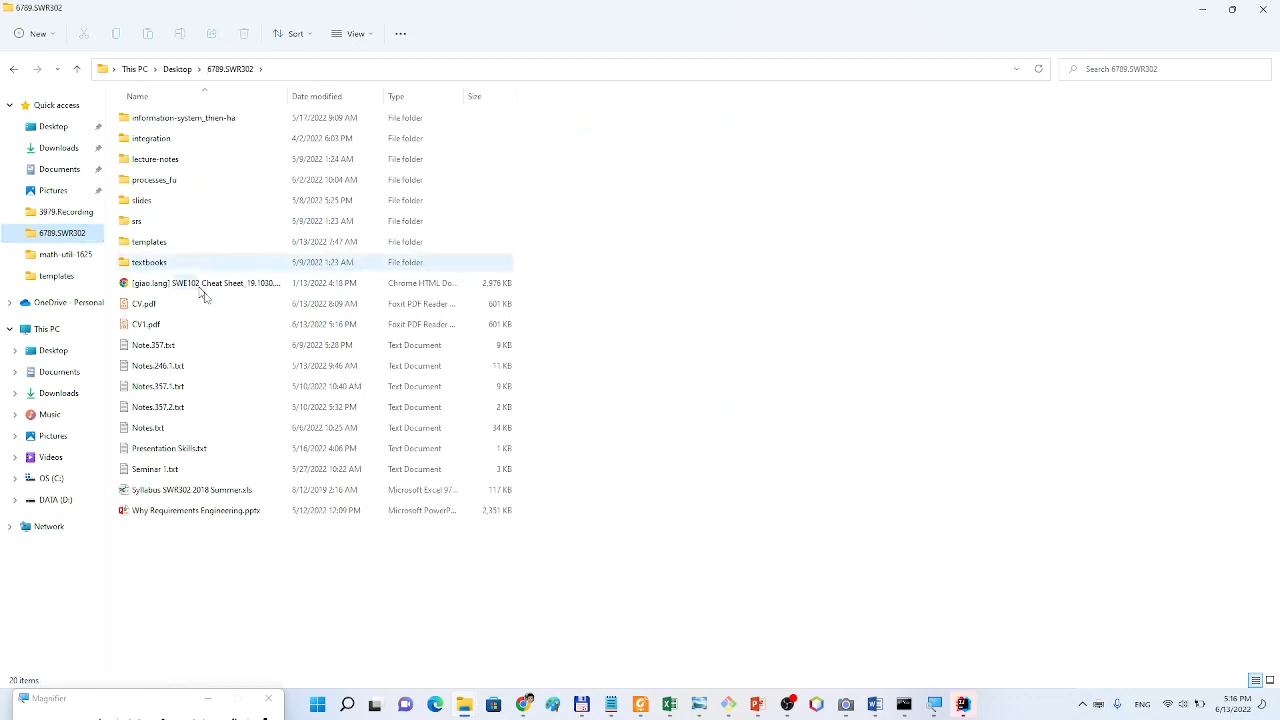 6789.SWR302
New
Sort
View
This PC > Desktop > 6789.SWR302 >
Search 6789.SWR302
Name Date modified Type Size
Quick access
Desktop
Downloads
Documents
Pictures
3979.Recording
6789.SWR302
math-util-1625
templates
OneDrive - Personal
This PC
Desktop
Documents
Downloads
Music
Pictures
Videos
OS (C:)
DATA (D:)
Network
information-system_thien-ha 5/17/2022 9:09 AM File folder
integration 4/2/2022 6:03 PM File folder
lecture-notes 5/9/2022 1:24 AM File folder
processes_fu 6/2/2022 10:04 AM File folder
slides 5/8/2022 5:25 PM File folder
srs 5/9/2022 1:23 AM File folder
templates 6/13/2022 7:47 AM File folder
textbooks 5/9/2022 1:23 AM File folder
[giao.lang] SWE102 Cheat Sheet_19.1030.... 1/13/2022 4:18 PM Chrome HTML Do... 2,976 KB
CV.pdf 6/13/2022 8:09 AM Foxit PDF Reader ... 601 KB
CV1.pdf 6/13/2022 5:16 PM Foxit PDF Reader ... 601 KB
Note.357.txt 6/9/2022 5:28 PM Text Document 9 KB
Notes.246.1.txt 5/13/2022 9:46 AM Text Document 11 KB
Notes.357.1.txt 5/10/2022 10:40 AM Text Document 9 KB
Notes.357.2.txt 5/10/2022 5:32 PM Text Document 2 KB
Notes.txt 6/6/2022 10:25 AM Text Document 34 KB
Presentation Skills.txt 5/16/2022 4:06 PM Text Document 1 KB
Seminar 1.txt 5/27/2022 10:22 AM Text Document 3 KB
Syllabus SWR302 2018 Summer.xls 8/12/2019 2:16 AM Microsoft Excel 97... 117 KB
Why Requirements Engineering.pptx 5/12/2022 12:09 PM Microsoft PowerP... 2,351 KB
20 items
Magnifier
ENG
5:36 PM
6/13/2022